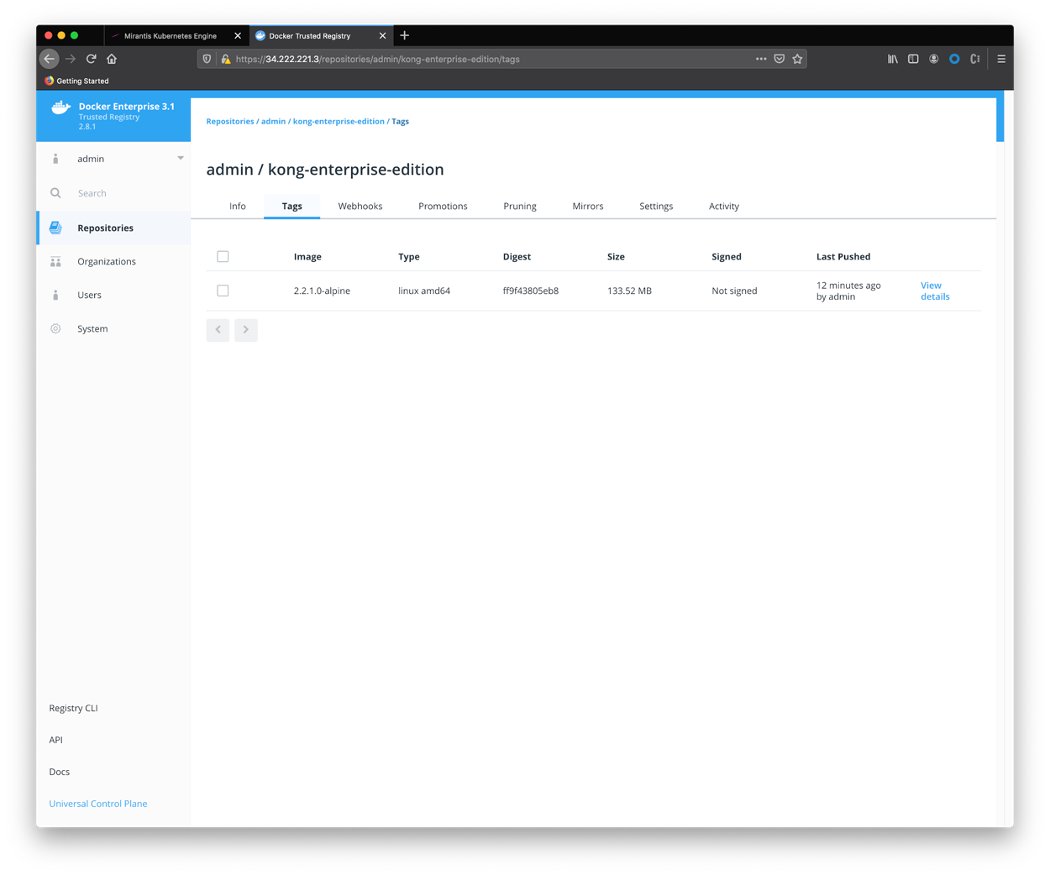 Mirantis Kubernetes Engine
Docker Trusted Registry
https://34.222.221.3/repositories/admin/kong-enterprise-edition/tags
Getting Started
Docker Enterprise 3.1
Trusted Registry
2.8.1
admin
Search
Repositories
Organizations
Users
System
Registry CLI
API
Docs
Universal Control Plane
Repositories / admin / kong-enterprise-edition / Tags
admin / kong-enterprise-edition
Info Tags Webhooks Promotions Pruning Mirrors Settings Activity
Image Type Digest Size Signed Last Pushed
2.2.1.0-alpine linux amd64 ff9f43805eb8 133.52 MB Not signed 12 minutes ago View
by admin details